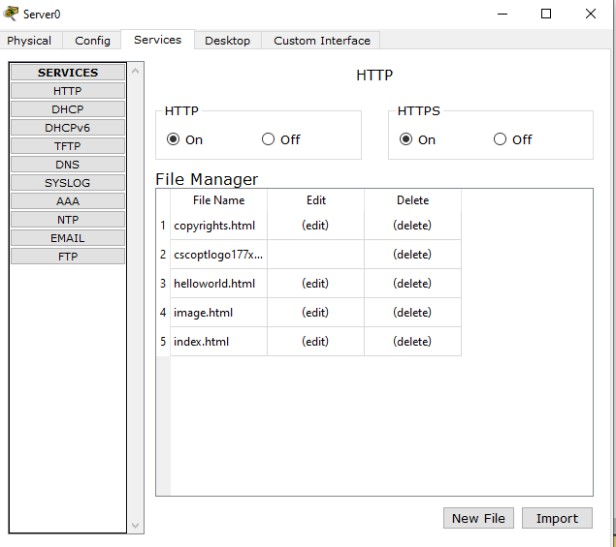 Server0
Physical Config Services Desktop Custom Interface
SERVICES
HTTP
DHCP
DHCPv6
TFTP
DNS
SYSLOG
AAA
NTP
EMAIL
FTP
HTTP
HTTP
On Off
HTTPS
On Off
File Manager
File Name Edit Delete
1 copyrights.html (edit) (delete)
2 cscoptlogo177x... (delete)
3 helloworld.html (edit) (delete)
4 image.html (edit) (delete)
5 index.html (edit) (delete)
New File Import